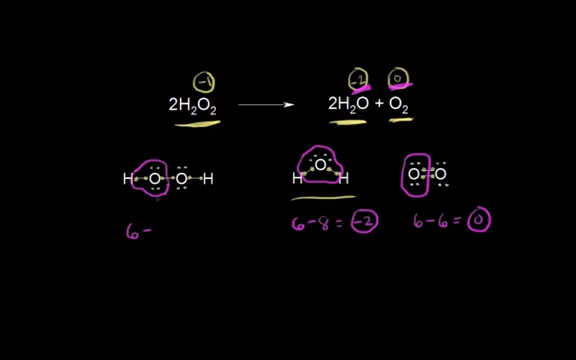 -1 -2 0
2H₂O₂ → 2H₂O + O₂
H O O H H O H O O
6- 6-8=-2 6-6=0